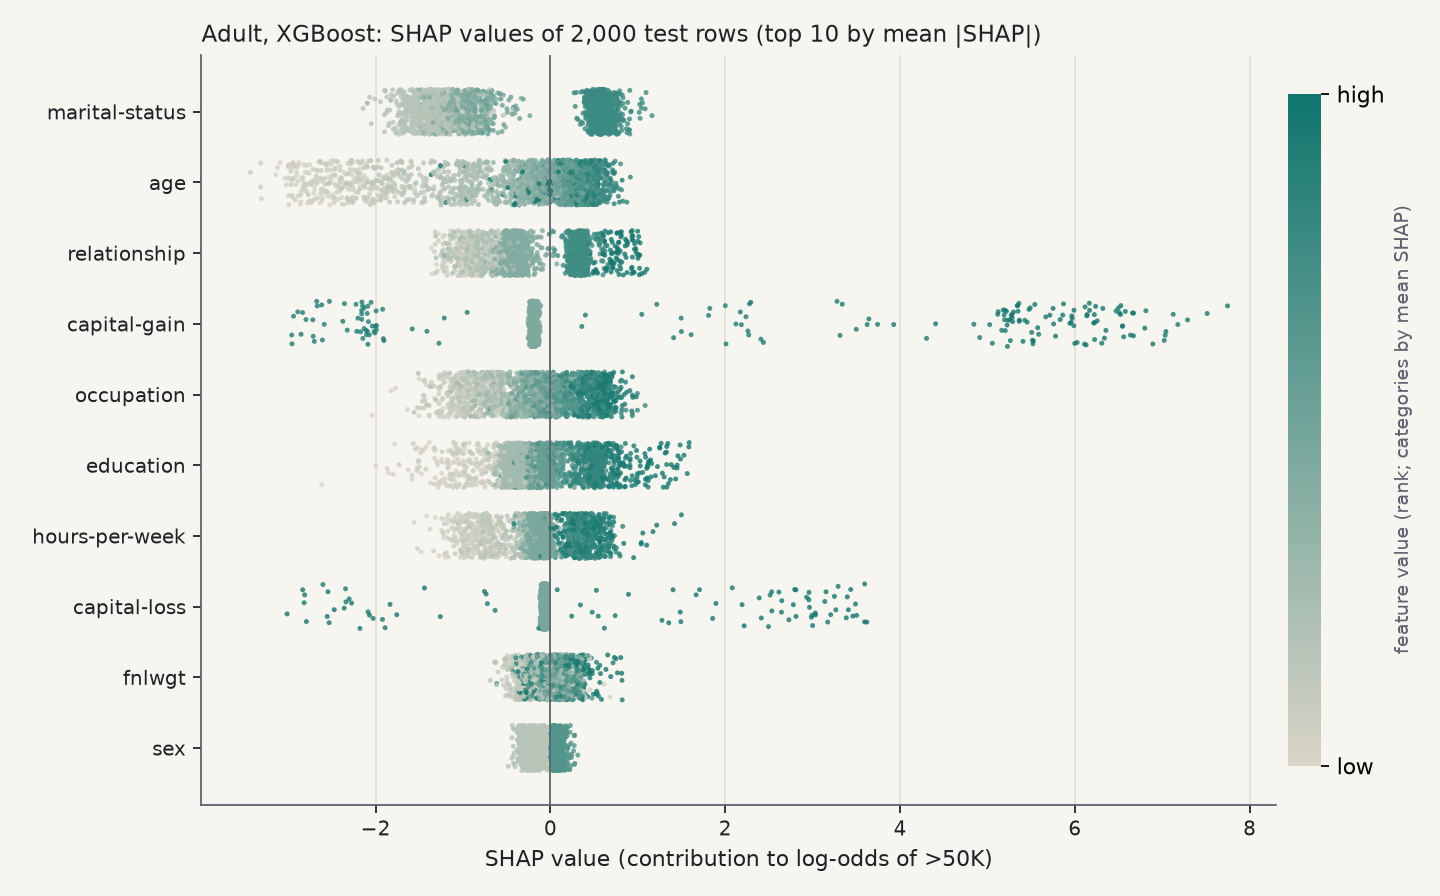 Adult, XGBoost: SHAP values of 2,000 test rows (top 10 by mean |SHAP|)
marital-status
age
relationship
capital-gain
occupation
education
hours-per-week
capital-loss
fnlwgt
sex
−2
0
2
4
6
8
SHAP value (contribution to log-odds of >50K)
high
low
feature value (rank; categories by mean SHAP)